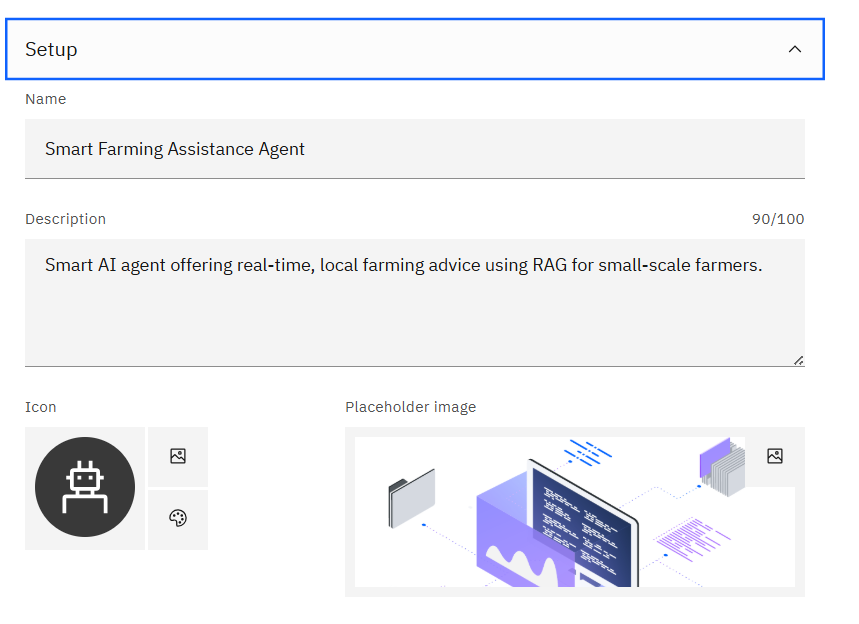 Setup
Name
Smart Farming Assistance Agent
Description
90/100
Smart AI agent offering real-time, local farming advice using RAG for small-scale farmers.
Icon
Placeholder image